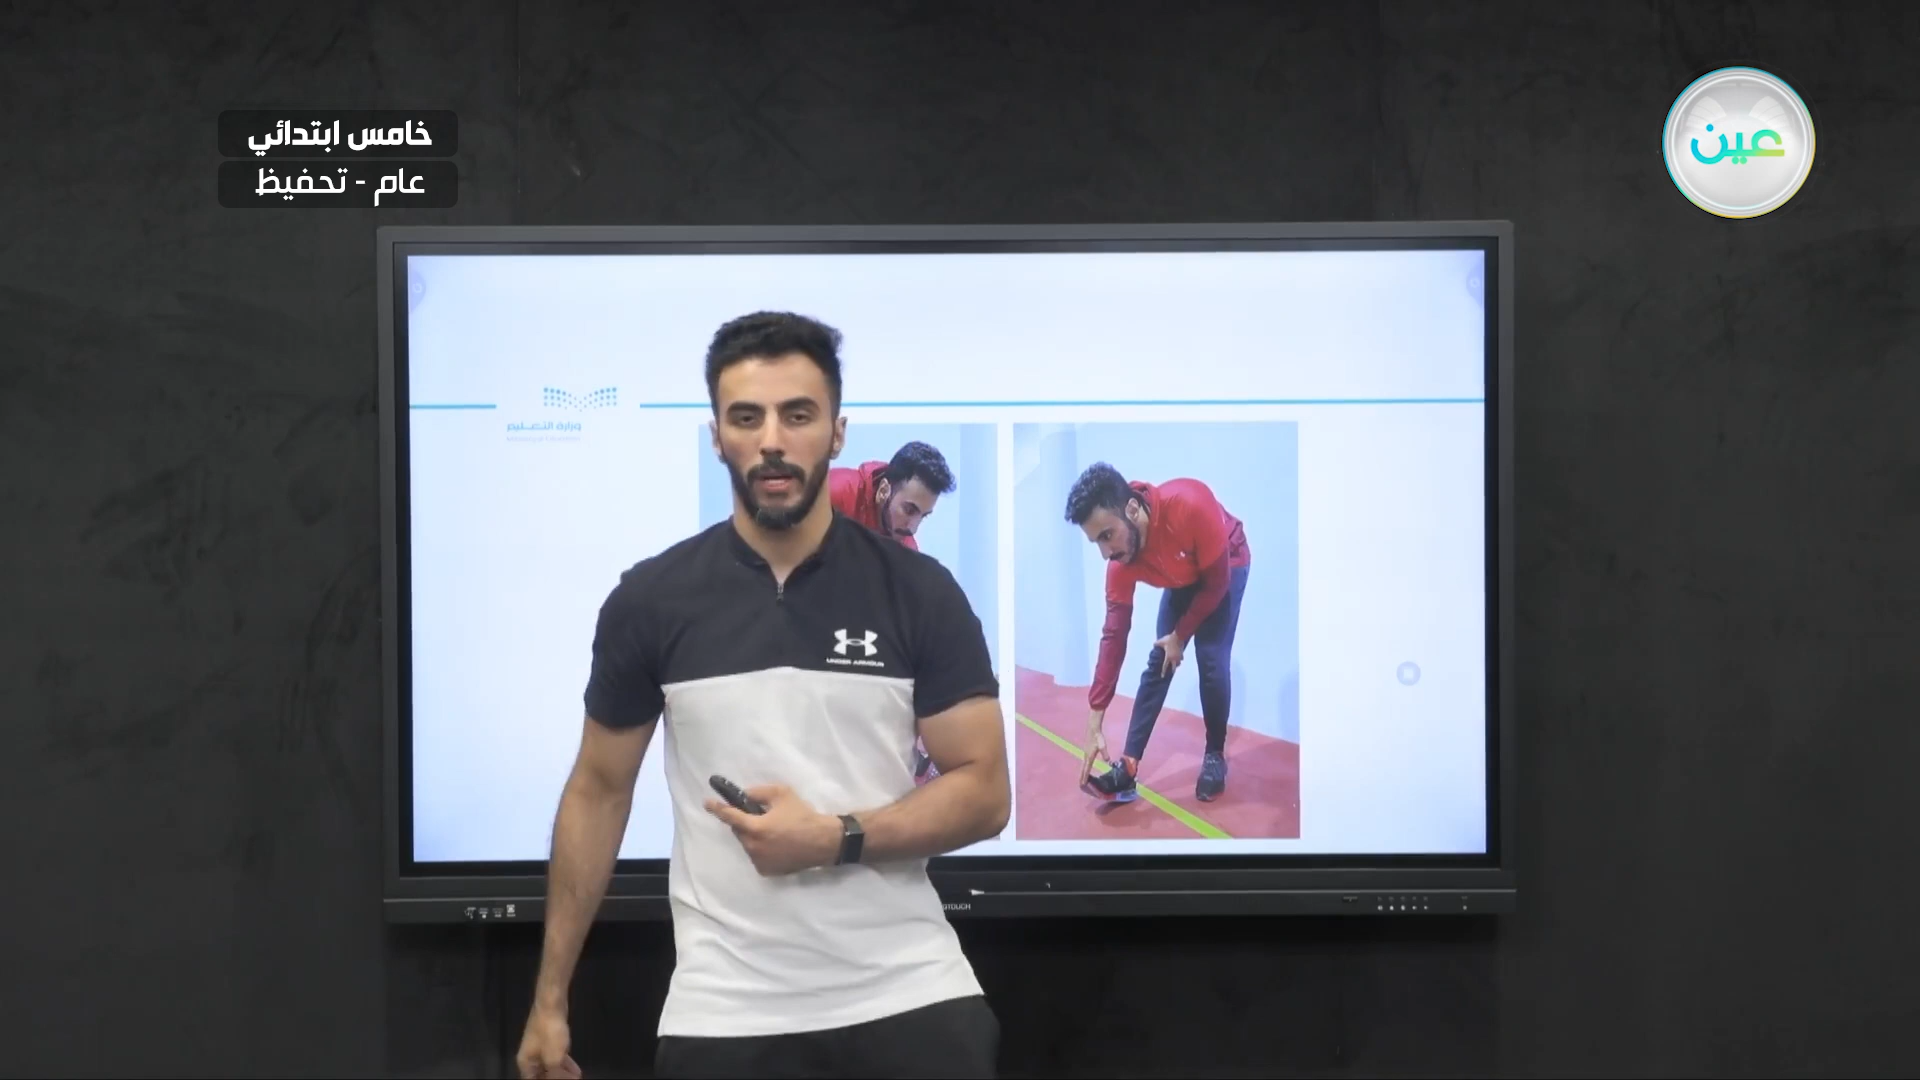 خامس ابتدائي
عام - تحفيظ
عين
وزارة التعليم
UNDER ARMOUR